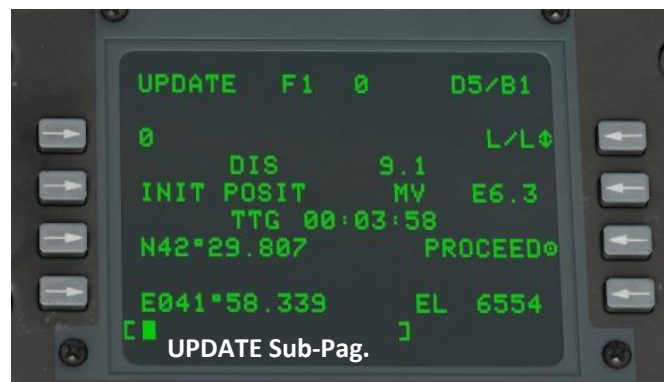 UPDATE F1 0 D5/B1
0 L/L↕
DIS 9.1
INIT POSIT MV E6.3
TTG 00:03:58
N42°29.807 PROCEED⊙
E041°58.339 EL 6554
[█ ]
UPDATE Sub-Pag.